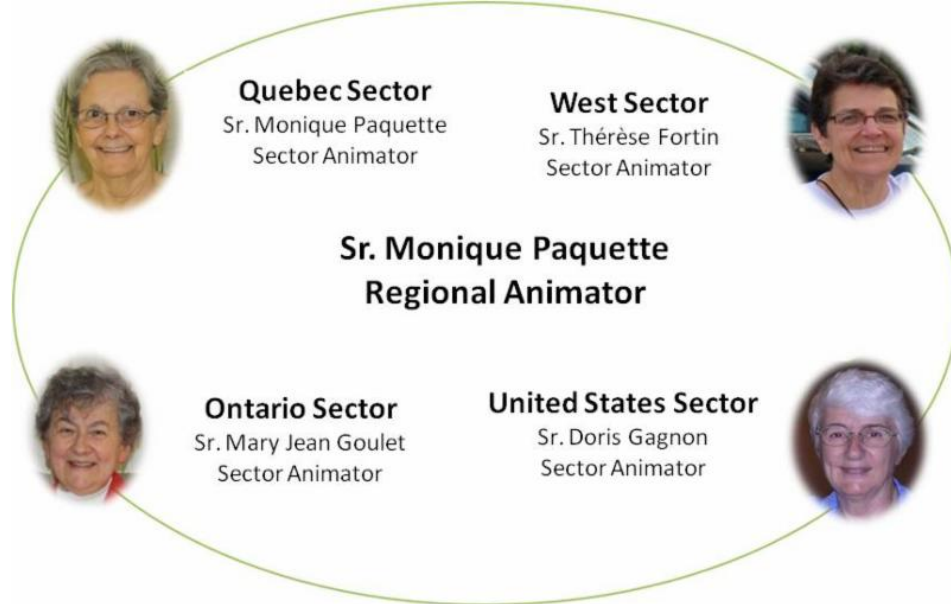 Quebec Sector
Sr. Monique Paquette
Sector Animator
West Sector
Sr. Thérèse Fortin
Sector Animator
Sr. Monique Paquette
Regional Animator
Ontario Sector
Sr. Mary Jean Goulet
Sector Animator
United States Sector
Sr. Doris Gagnon
Sector Animator